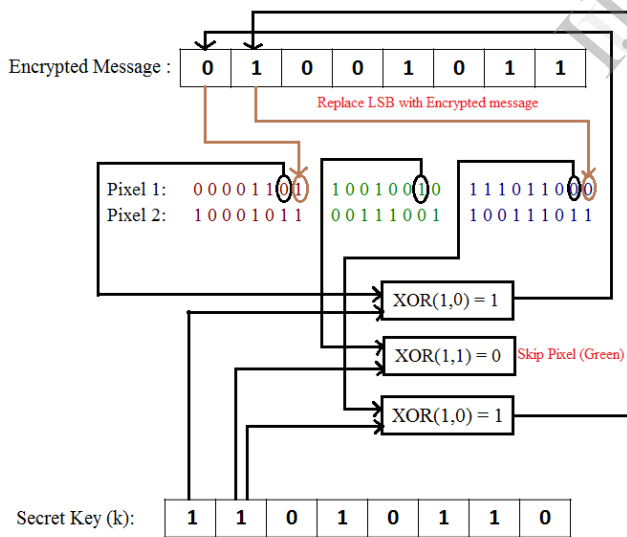 Encrypted Message : 0 1 0 0 1 0 1 1
Replace LSB with Encrypted message
Pixel 1: 0 0 0 0 1 1 0 1 1 0 0 1 0 0 1 0 1 1 1 0 1 1 0 0 0
Pixel 2: 1 0 0 0 1 0 1 1 0 0 1 1 1 0 0 1 1 0 0 1 1 1 0 1 1
XOR(1,0) = 1
XOR(1,1) = 0 Skip Pixel (Green)
XOR(1,0) = 1
Secret Key (k): 1 1 0 1 0 1 1 0